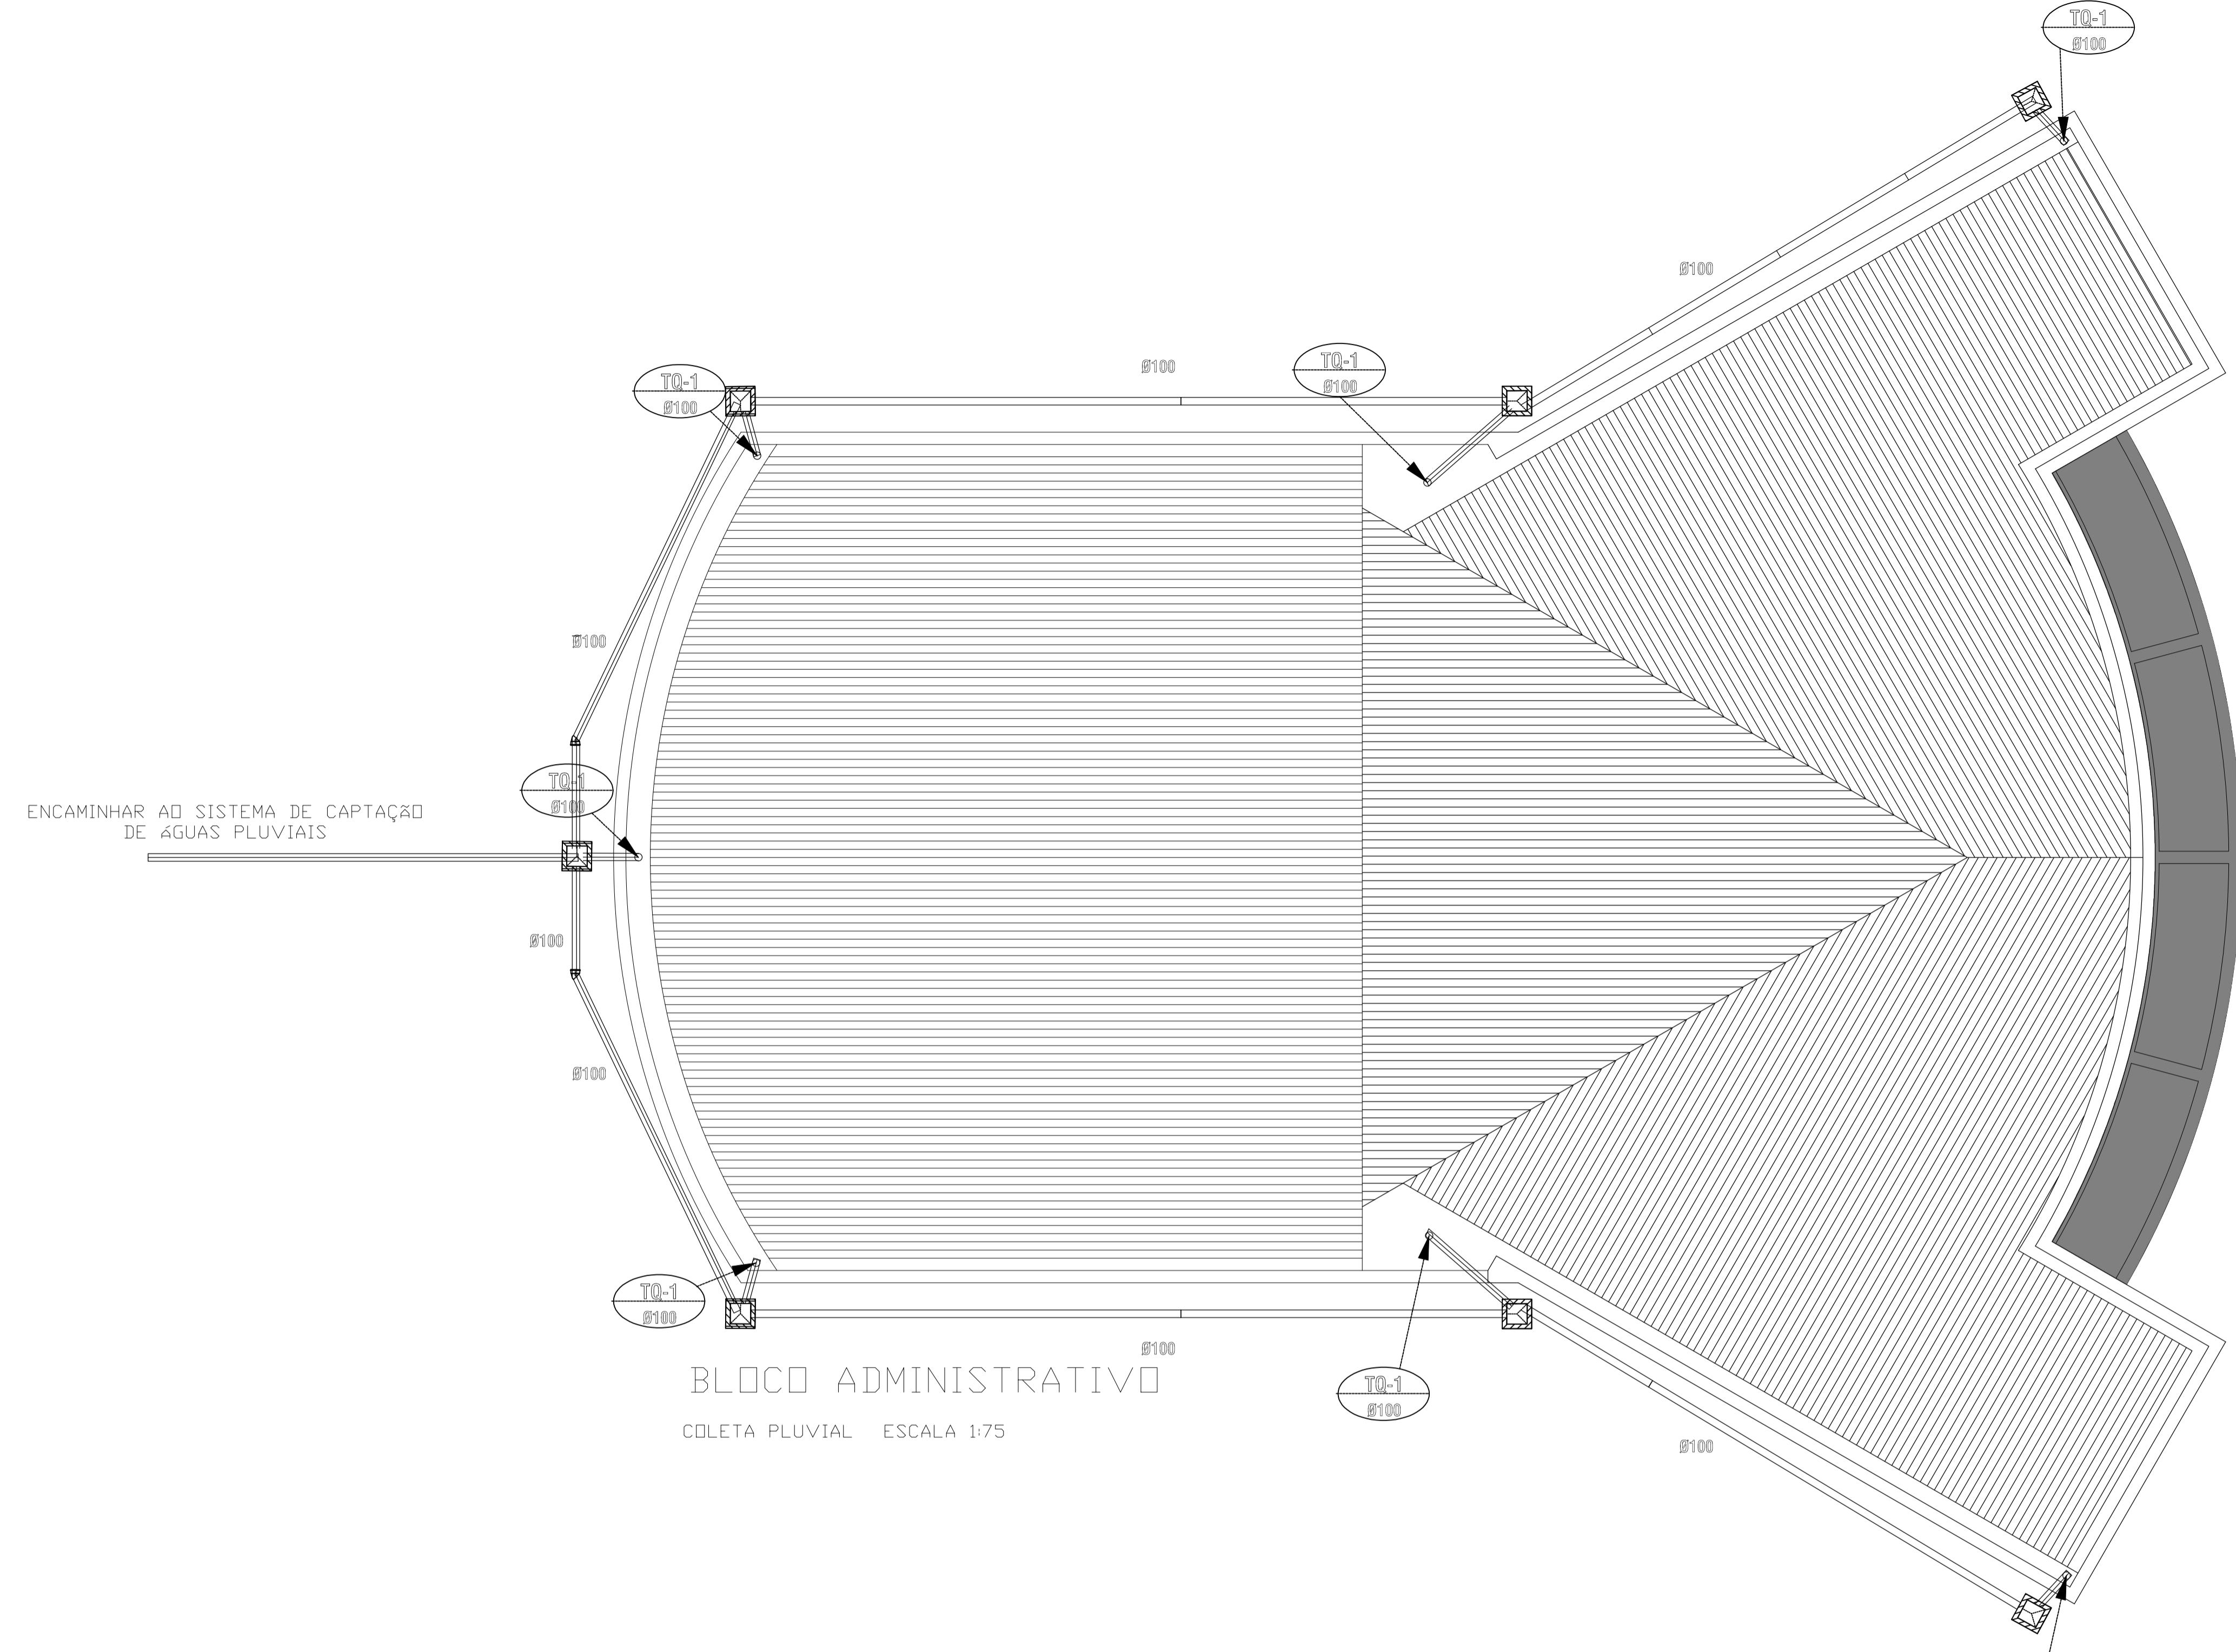 TQ-1
Ø100
Ø100
TQ-1
Ø100
Ø100
TQ-1
Ø100
Ø100
TQ-1
Ø100
ENCAMINHAR AO SISTEMA DE CAPTAÇãO
DE áGUAS PLUVIAIS
Ø100
Ø100
TQ-1
Ø100
Ø100
BLOCO ADMINISTRATIVO
TQ-1
Ø100
COLETA PLUVIAL ESCALA 1:75
Ø100